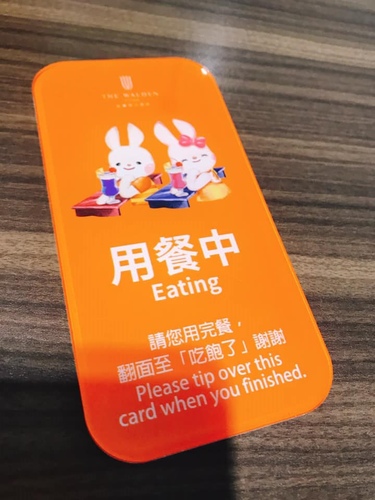 THE WALDEN
用餐中
Eating
請您用完餐，
翻面至「吃飽了」謝謝
Please tip over this
card when you finished.